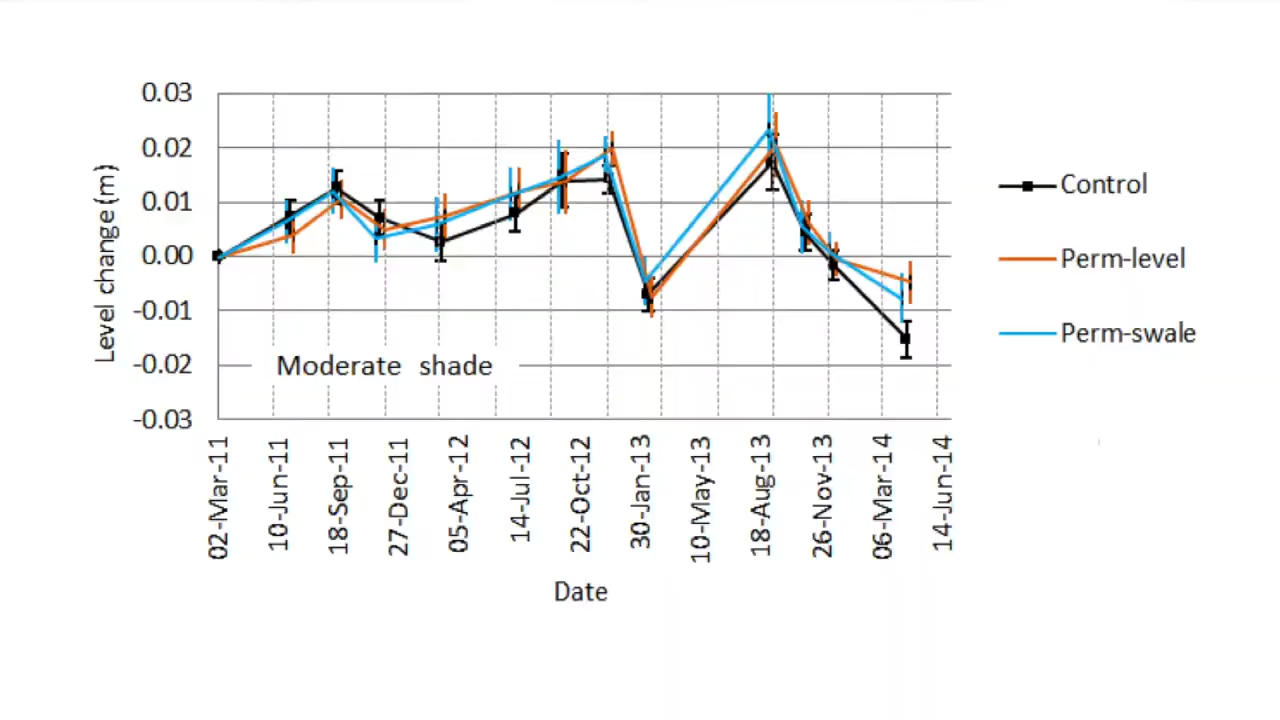 0.03
0.02
0.01
0.00
-0.01
-0.02
-0.03
Level change (m)
Moderate shade
02-Mar-11
10-Jun-11
18-Sep-11
27-Dec-11
05-Apr-12
14-Jul-12
22-Oct-12
30-Jan-13
10-May-13
18-Aug-13
26-Nov-13
06-Mar-14
14-Jun-14
Date
Control
Perm-level
Perm-swale